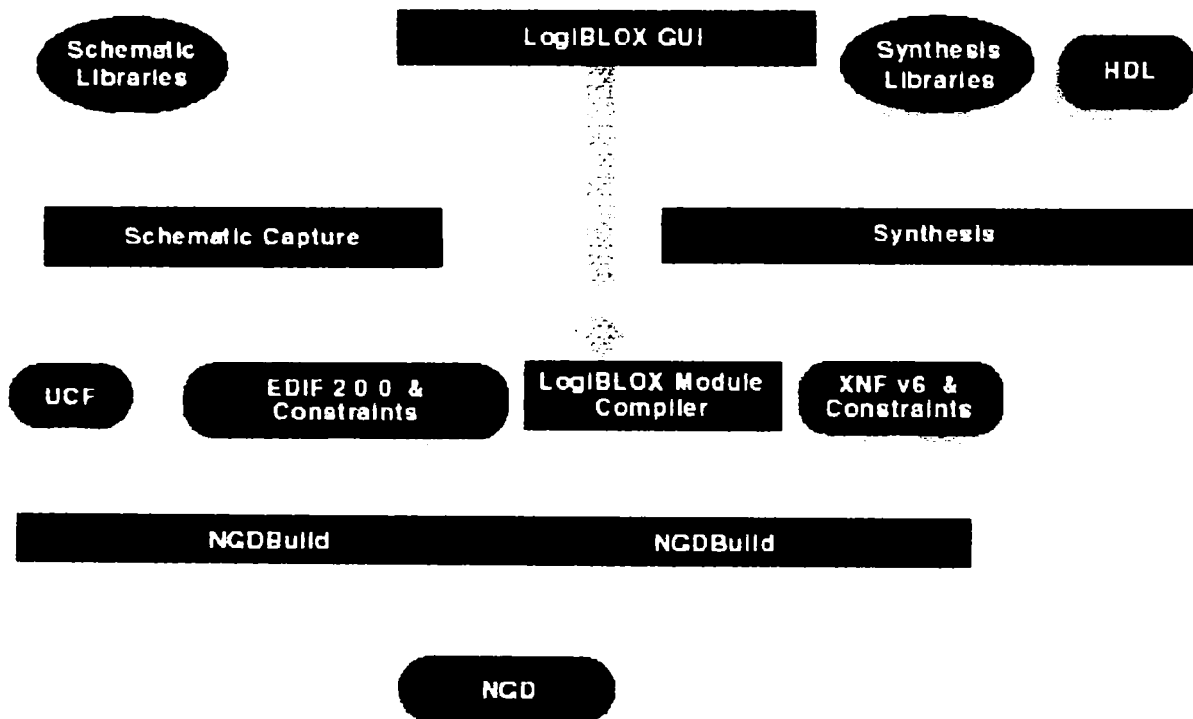 Schematic
Libraries
LogiBLOX GUI
Synthesis
Libraries
HDL
Schematic Capture
Synthesis
UCF
EDIF 2 0 0 &
Constraints
LogiBLOX Module
Compiler
XNF v6 &
Constraints
NGDBuild
NGDBuild
NGD